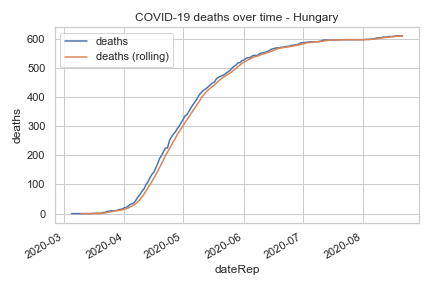 COVID-19 deaths over time - Hungary
deaths
deaths (rolling)
600
500
400
300
200
100
0
deaths
2020-03
2020-04
2020-05
2020-06
2020-07
2020-08
dateRep